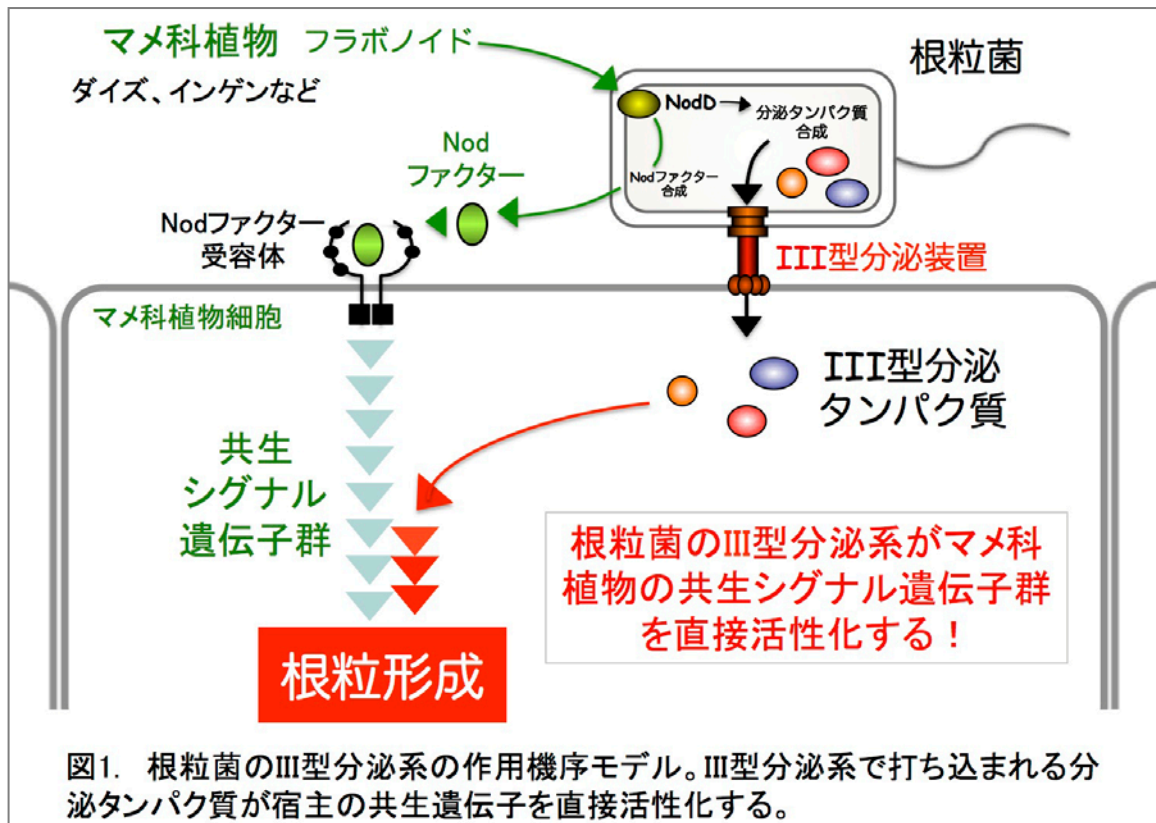 マメ科植物 フラボノイド
ダイズ、インゲンなど
根粒菌
NodD
分泌タンパク質
合成
Nod
ファクター
Nodファクター
合成
Nodファクター
受容体
III型分泌装置
マメ科植物細胞
III型分泌
タンパク質
共生
シグナル
遺伝子群
根粒菌のIII型分泌系がマメ科
植物の共生シグナル遺伝子群
を直接活性化する！
根粒形成
図1. 根粒菌のIII型分泌系の作用機序モデル。III型分泌系で打ち込まれる分
泌タンパク質が宿主の共生遺伝子を直接活性化する。